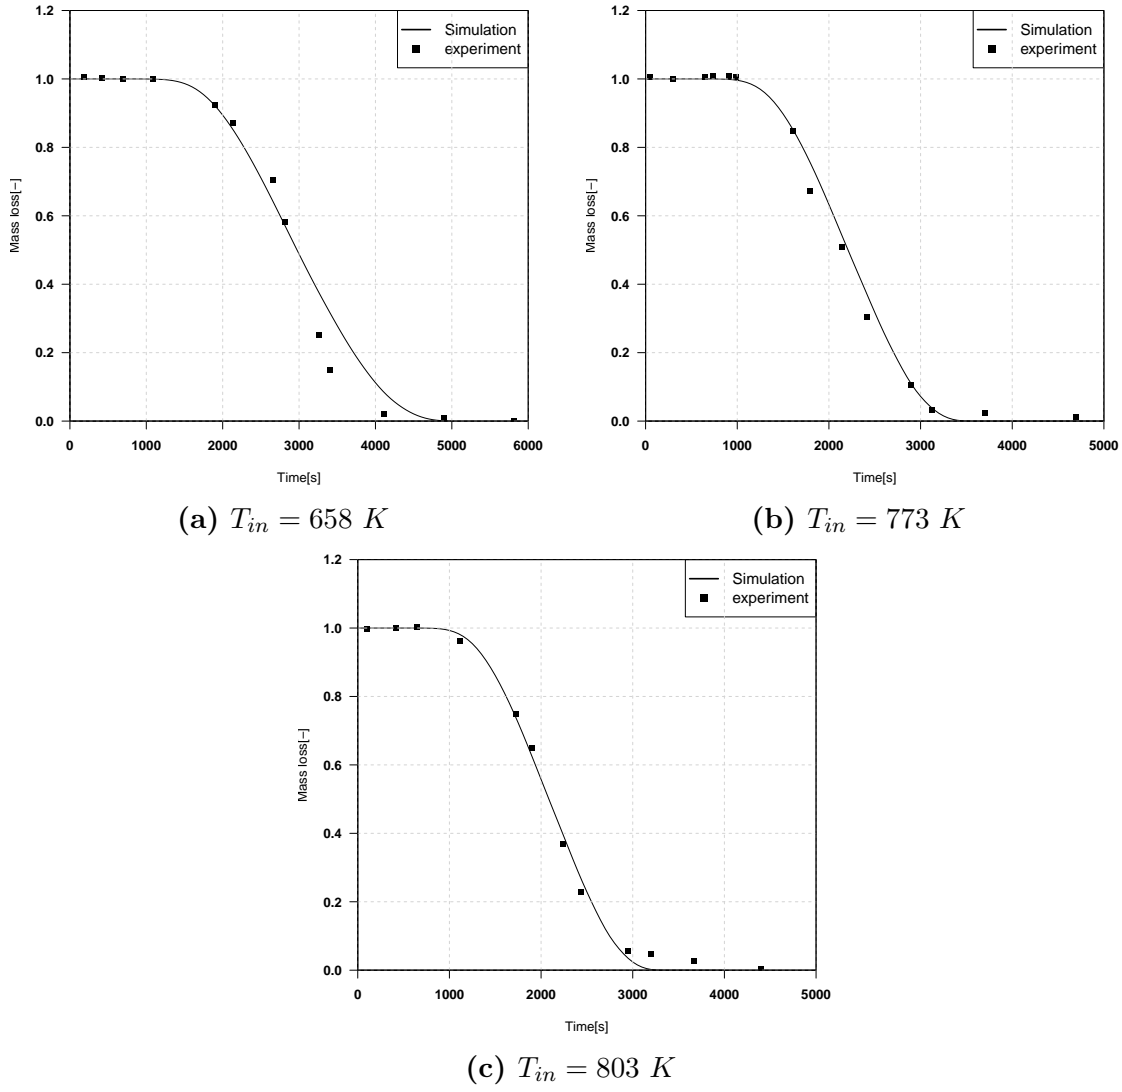 1.2
1.0
0.8
0.6
0.4
0.2
0.0
Mass loss[−]
Simulation
experiment
0 1000 2000 3000 4000 5000 6000
Time[s]
(a) T_in = 658 K
1.2
1.0
0.8
0.6
0.4
0.2
0.0
Mass loss[−]
Simulation
experiment
0 1000 2000 3000 4000 5000
Time[s]
(b) T_in = 773 K
1.2
1.0
0.8
0.6
0.4
0.2
0.0
Mass loss[−]
Simulation
experiment
0 1000 2000 3000 4000 5000
Time[s]
(c) T_in = 803 K